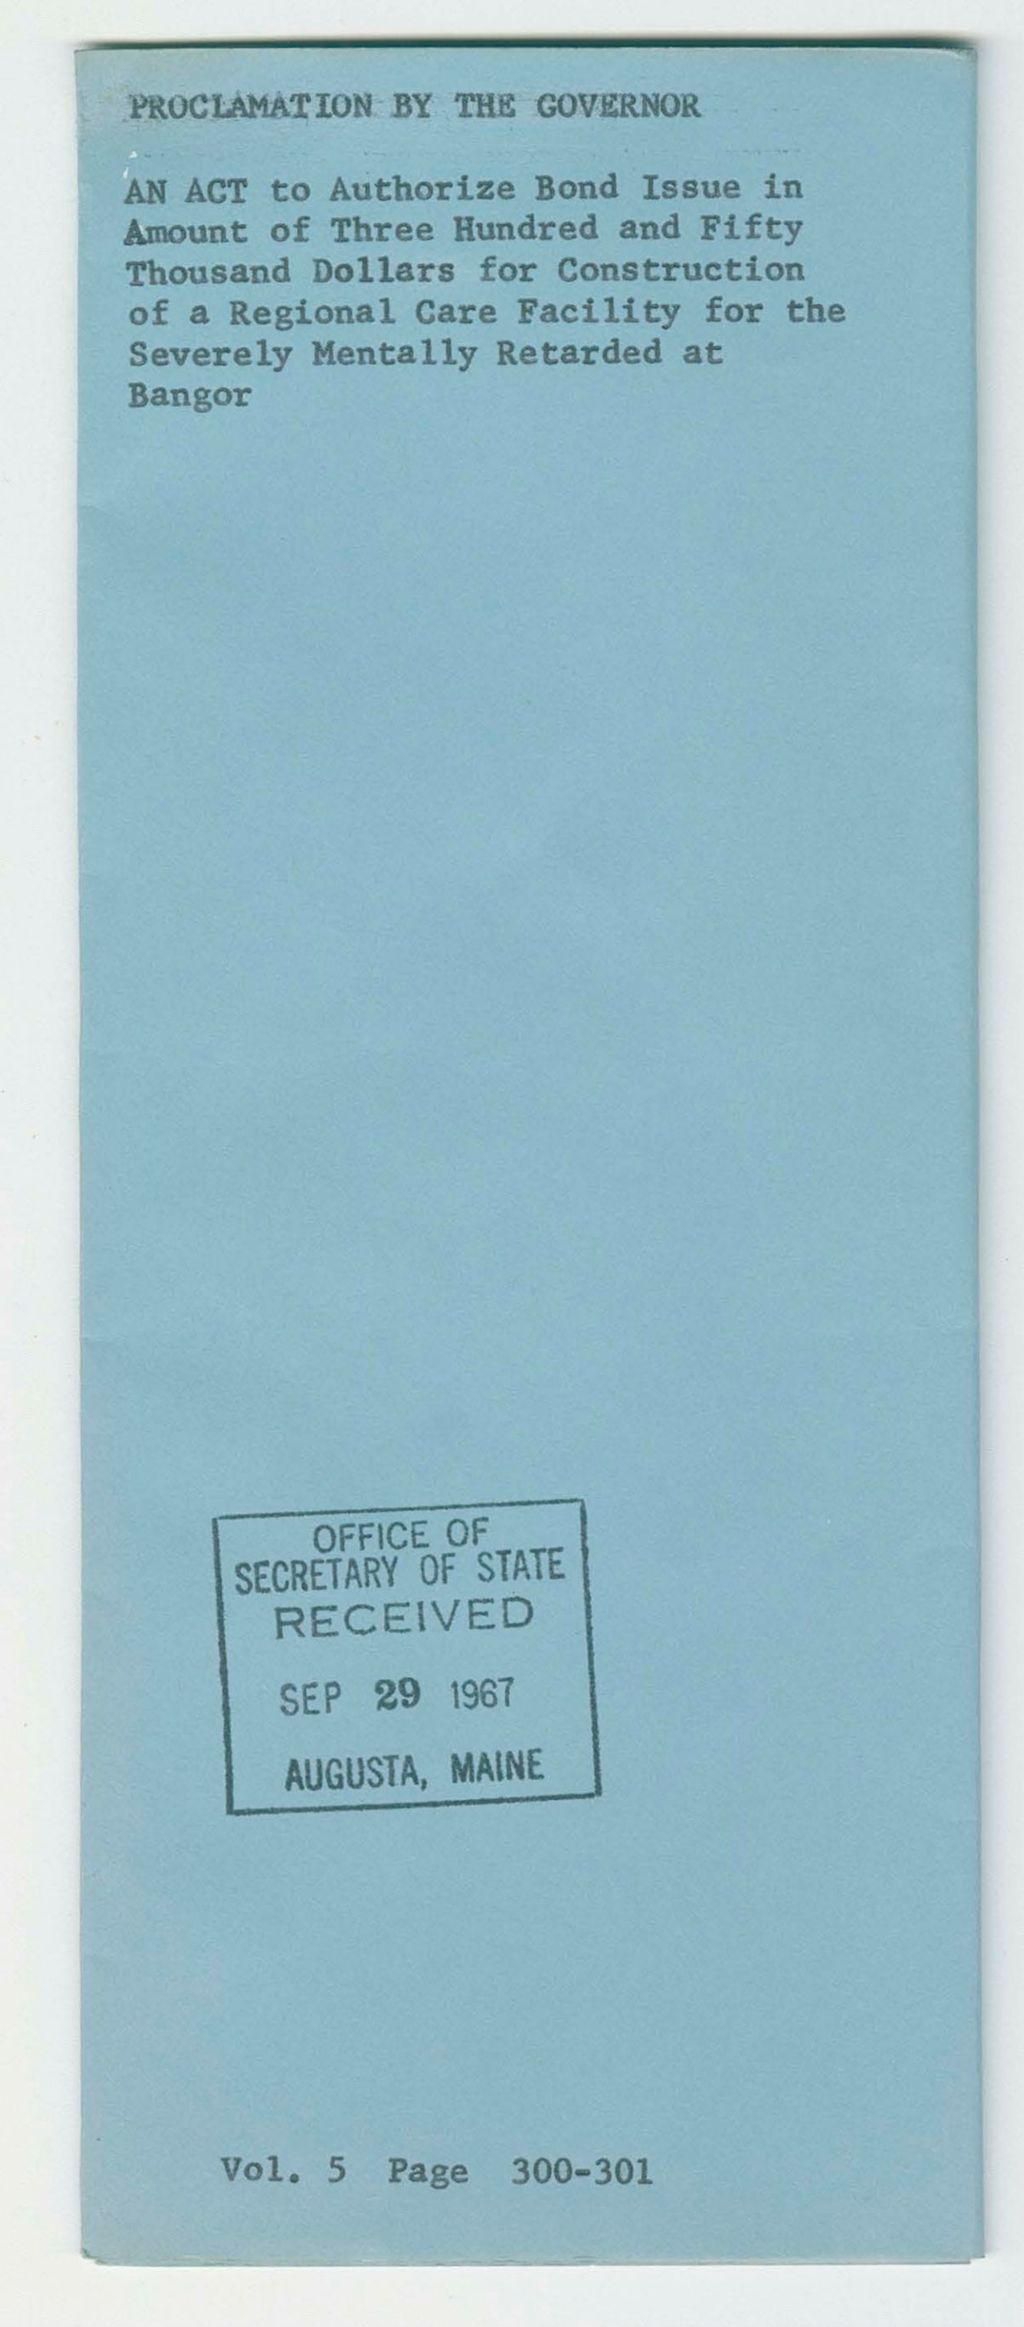 PROCLAMATION BY THE GOVERNOR
AN ACT to Authorize Bond Issue in
Amount of Three Hundred and Fifty
Thousand Dollars for Construction
of a Regional Care Facility for the
Severely Mentally Retarded at
Bangor
OFFICE OF
SECRETARY OF STATE
RECEIVED
SEP 29 1967
AUGUSTA, MAINE
Vol. 5 Page 300-301